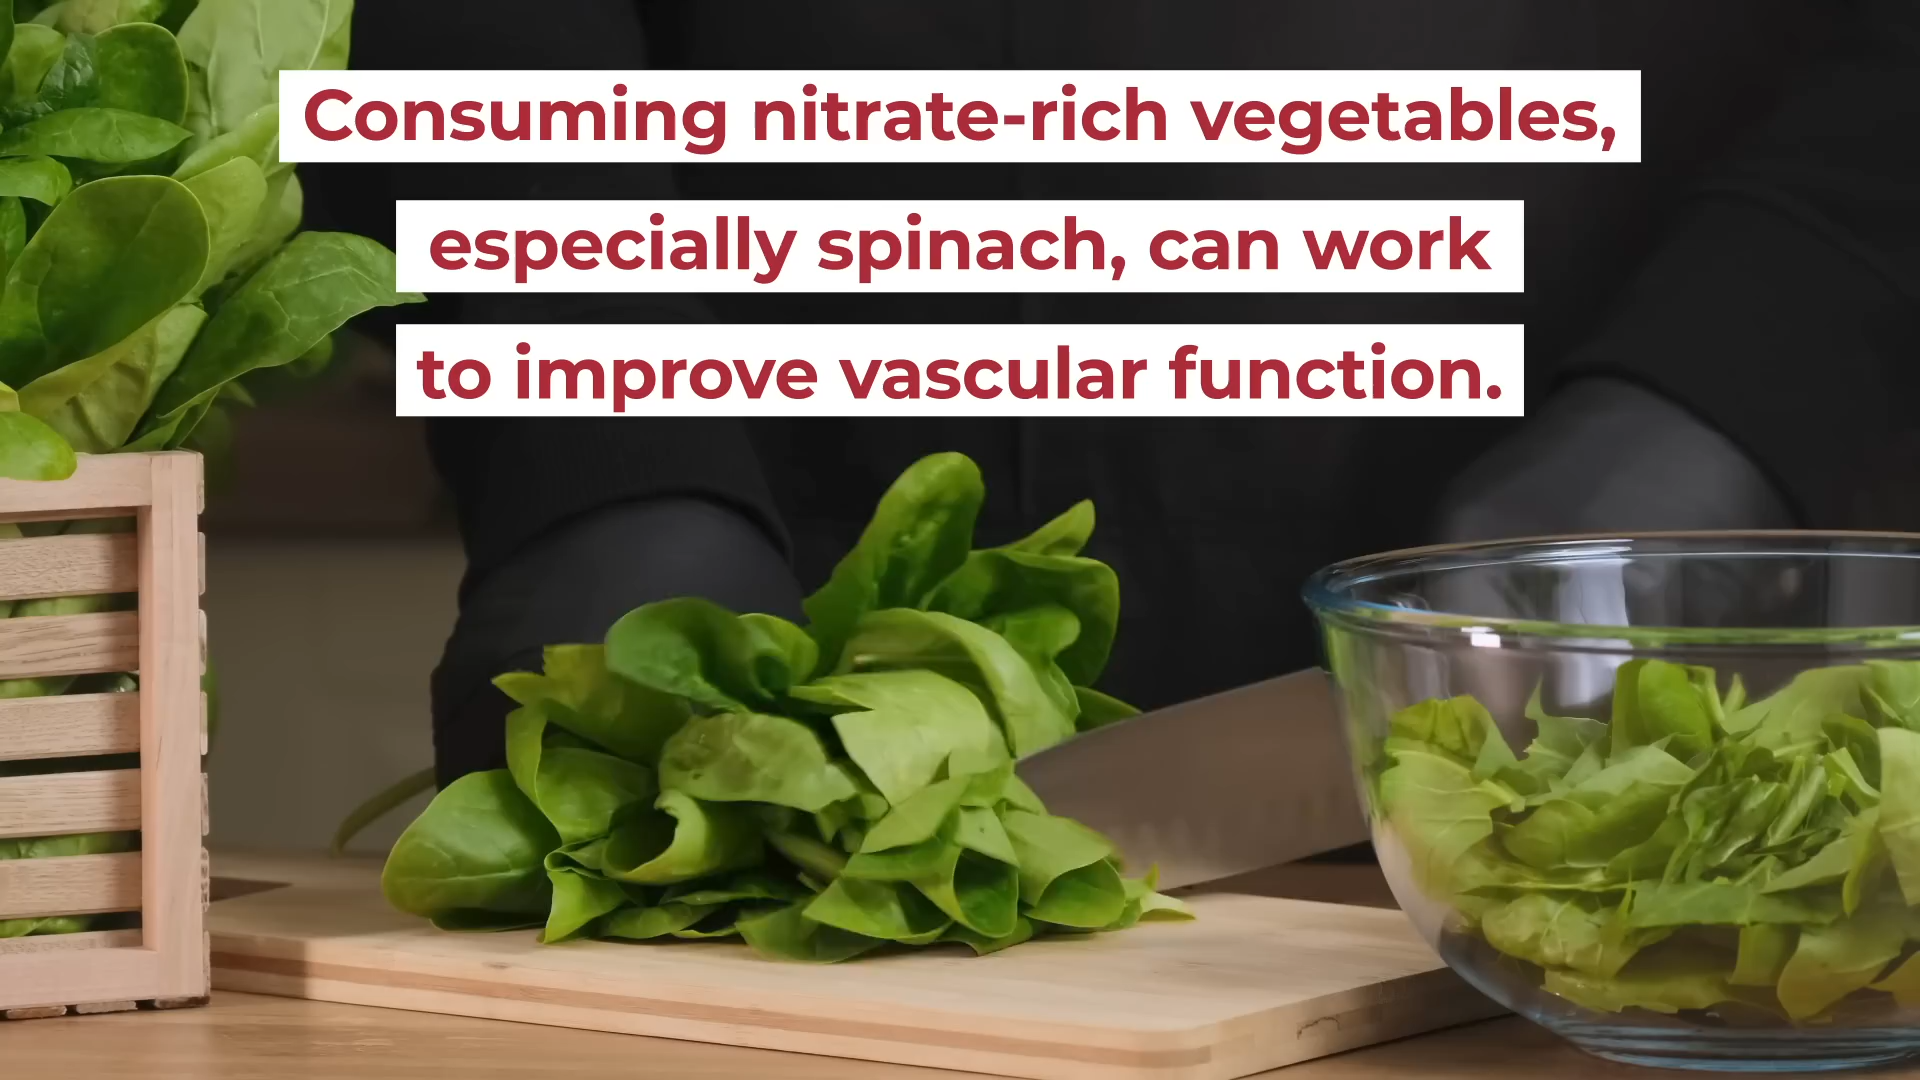 Consuming nitrate-rich vegetables,
especially spinach, can work
to improve vascular function.